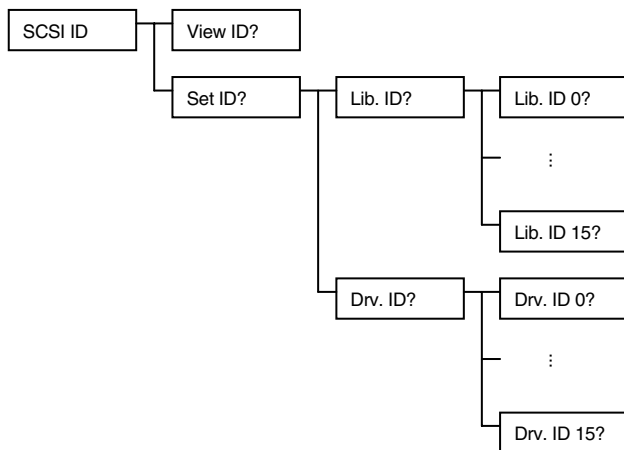 SCSI ID
View ID?
Set ID?
Lib. ID?
Lib. ID 0?
⋮
Lib. ID 15?
Drv. ID?
Drv. ID 0?
⋮
Drv. ID 15?